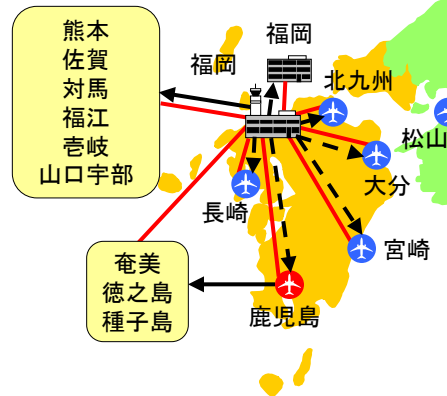 熊本
佐賀
対馬
福江
壱岐
山口宇部
福岡
福岡
北九州
松山
大分
長崎
宮崎
鹿児島
奄美
徳之島
種子島